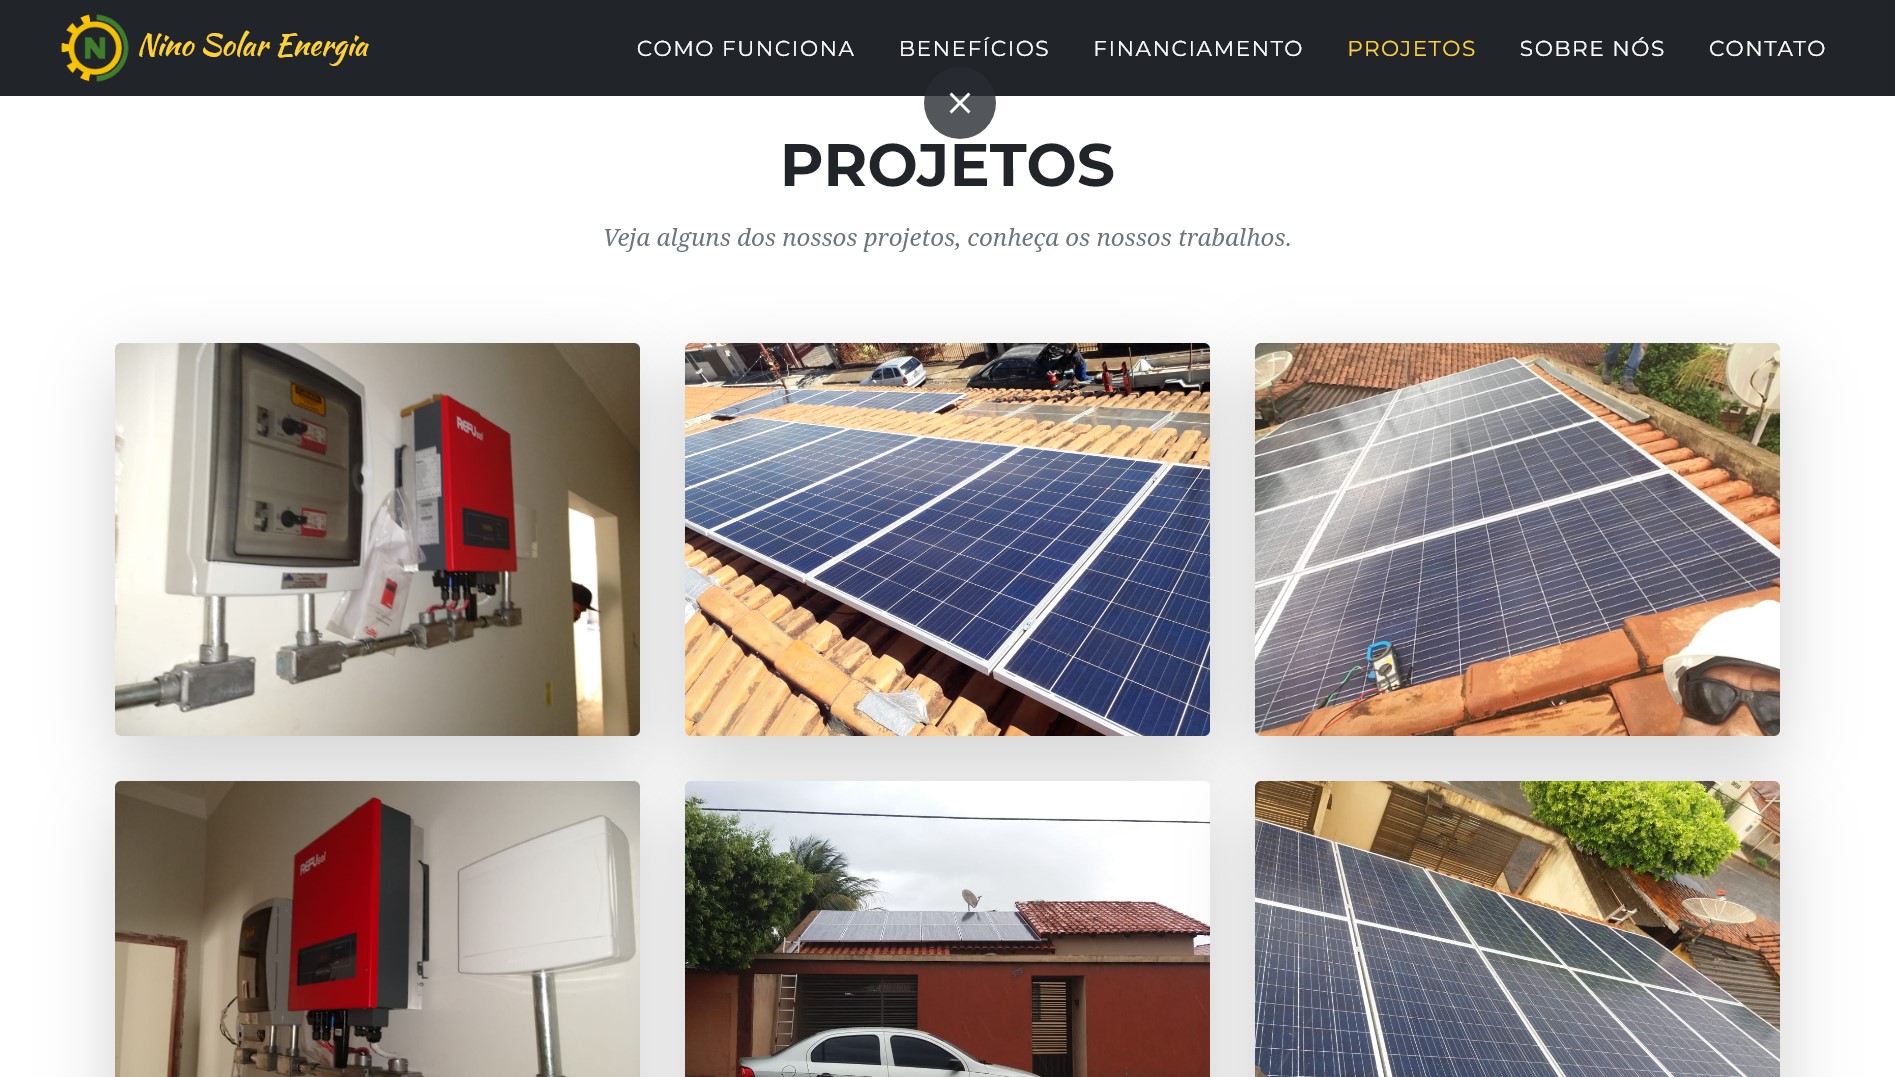 N Nino Solar Energia
COMO FUNCIONA BENEFÍCIOS FINANCIAMENTO PROJETOS SOBRE NÓS CONTATO
PROJETOS
Veja alguns dos nossos projetos, conheça os nossos trabalhos.
REFUsol
REFUsol